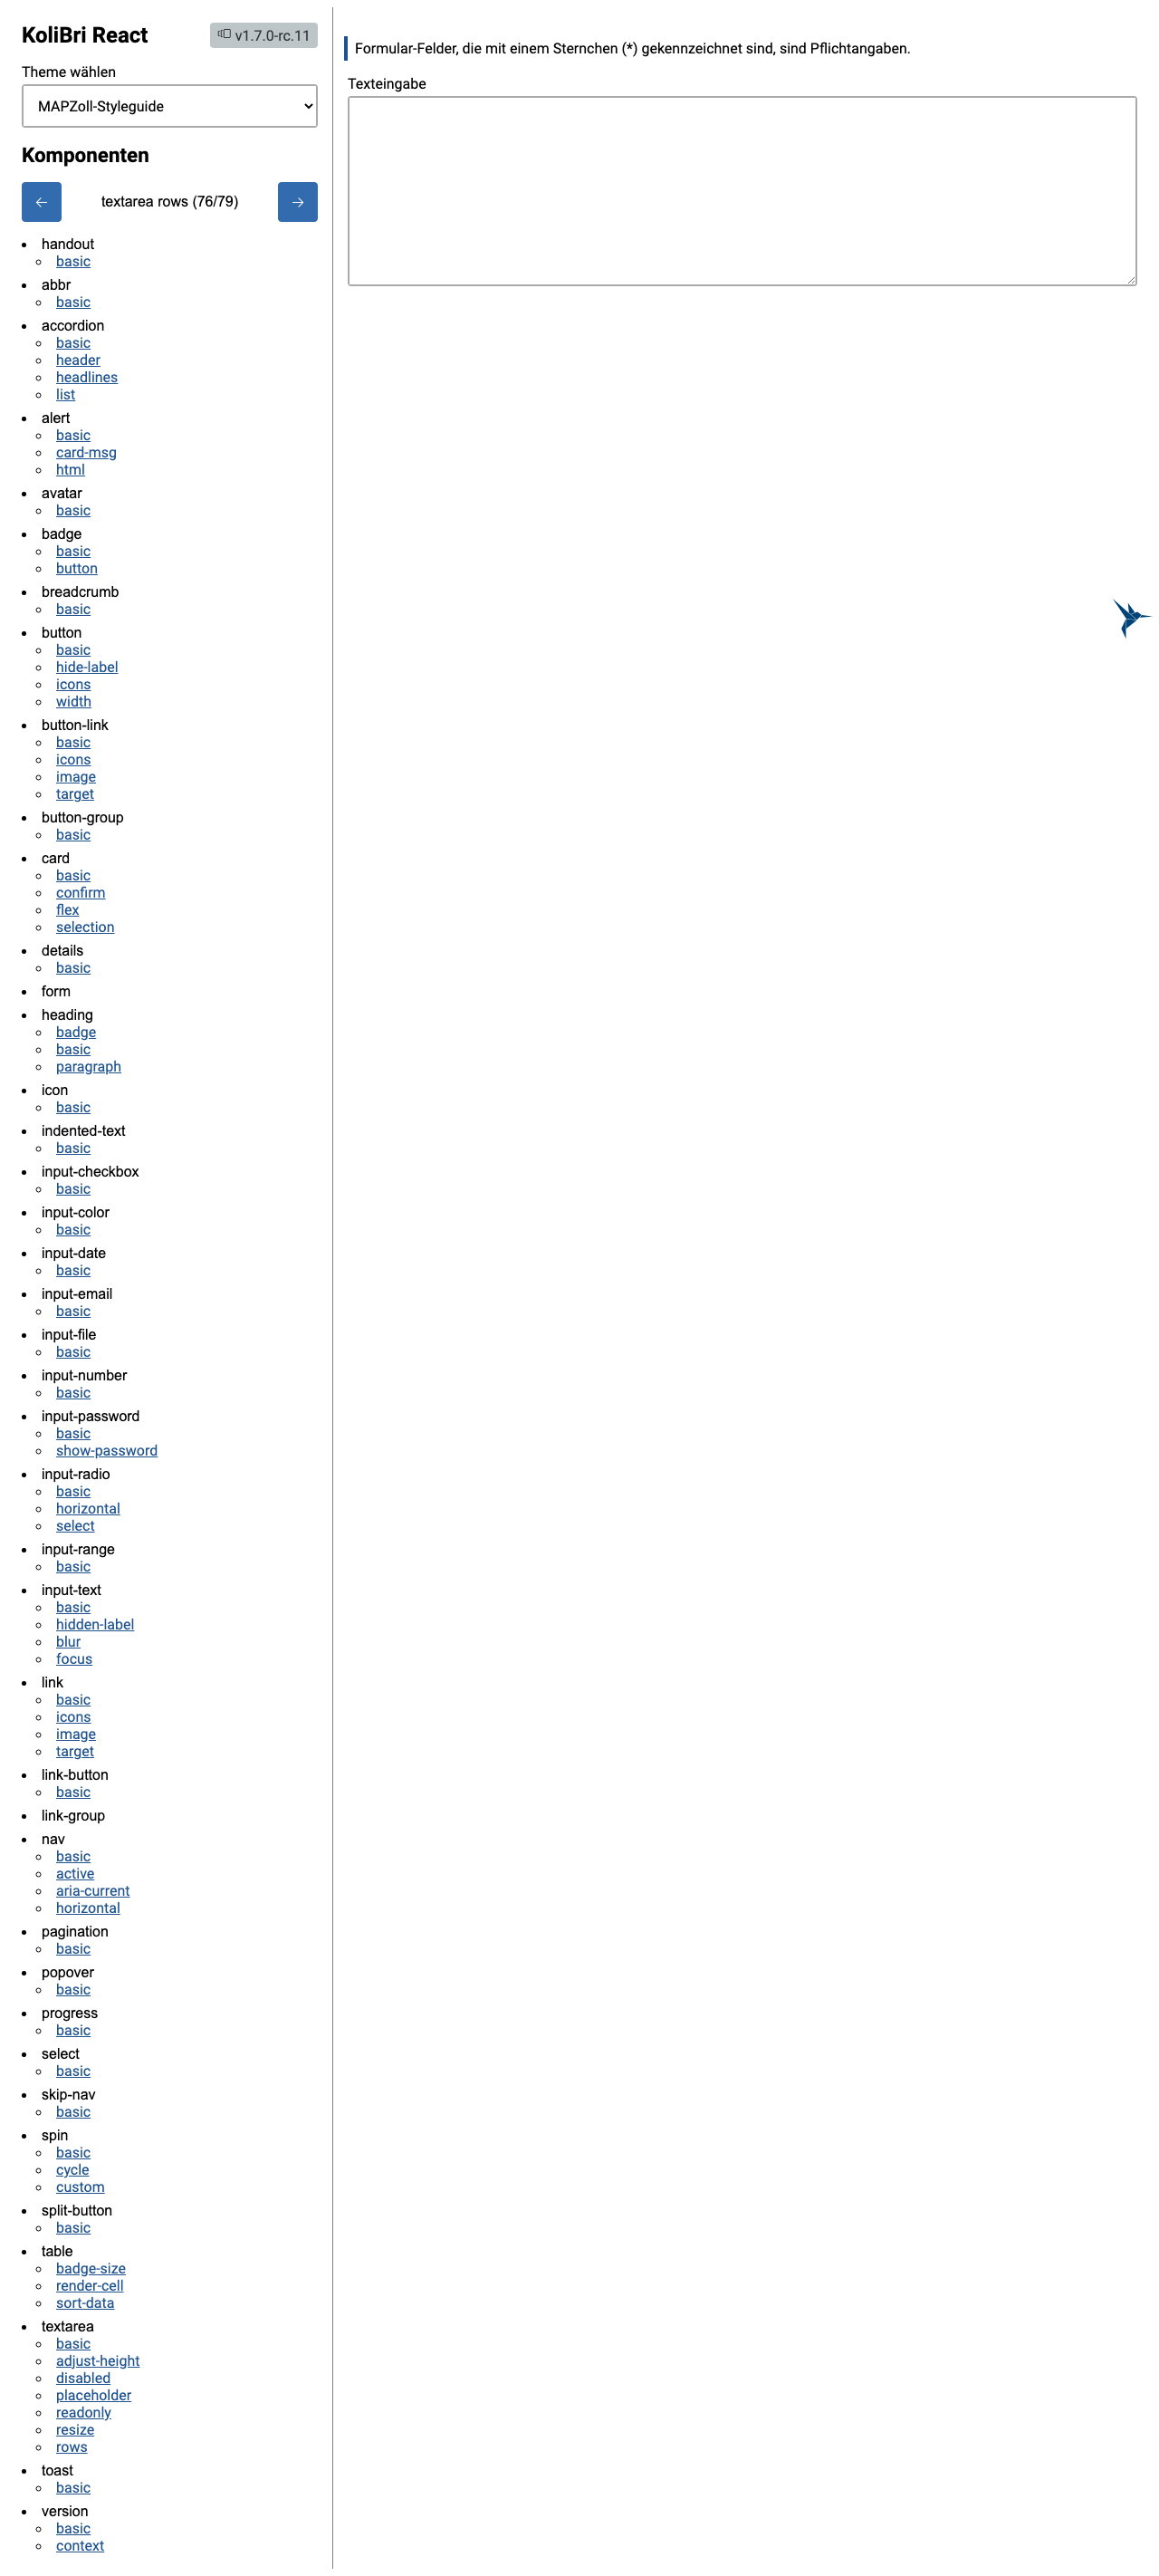 KoliBri React
v1.7.0-rc.11
Theme wählen
MAPZoll-Styleguide
Komponenten
← textarea rows (76/79) →
handout
basic
abbr
basic
accordion
basic
header
headlines
list
alert
basic
card-msg
html
avatar
basic
badge
basic
button
breadcrumb
basic
button
basic
hide-label
icons
width
button-link
basic
icons
image
target
button-group
basic
card
basic
confirm
flex
selection
details
basic
form
heading
badge
basic
paragraph
icon
basic
indented-text
basic
input-checkbox
basic
input-color
basic
input-date
basic
input-email
basic
input-file
basic
input-number
basic
input-password
basic
show-password
input-radio
basic
horizontal
select
input-range
basic
input-text
basic
hidden-label
blur
focus
link
basic
icons
image
target
link-button
basic
link-group
nav
basic
active
aria-current
horizontal
pagination
basic
popover
basic
progress
basic
select
basic
skip-nav
basic
spin
basic
cycle
custom
split-button
basic
table
badge-size
render-cell
sort-data
textarea
basic
adjust-height
disabled
placeholder
readonly
resize
rows
toast
basic
version
basic
context
Formular-Felder, die mit einem Sternchen (*) gekennzeichnet sind, sind Pflichtangaben.
Texteingabe